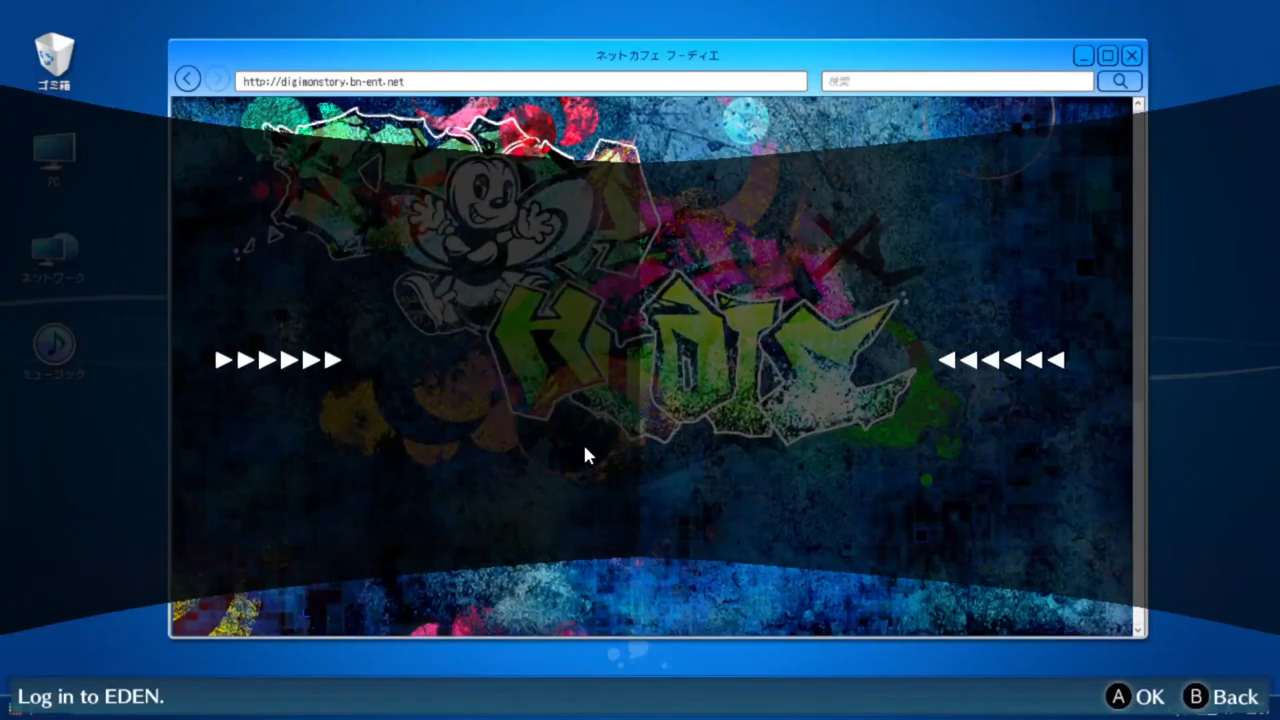 ゴミ箱
ネットカフェ フーディエ
http://digimonstory.bn-ent.net
検索
PC
ネットワーク
ミュージック
Log in to EDEN.
A OK B Back